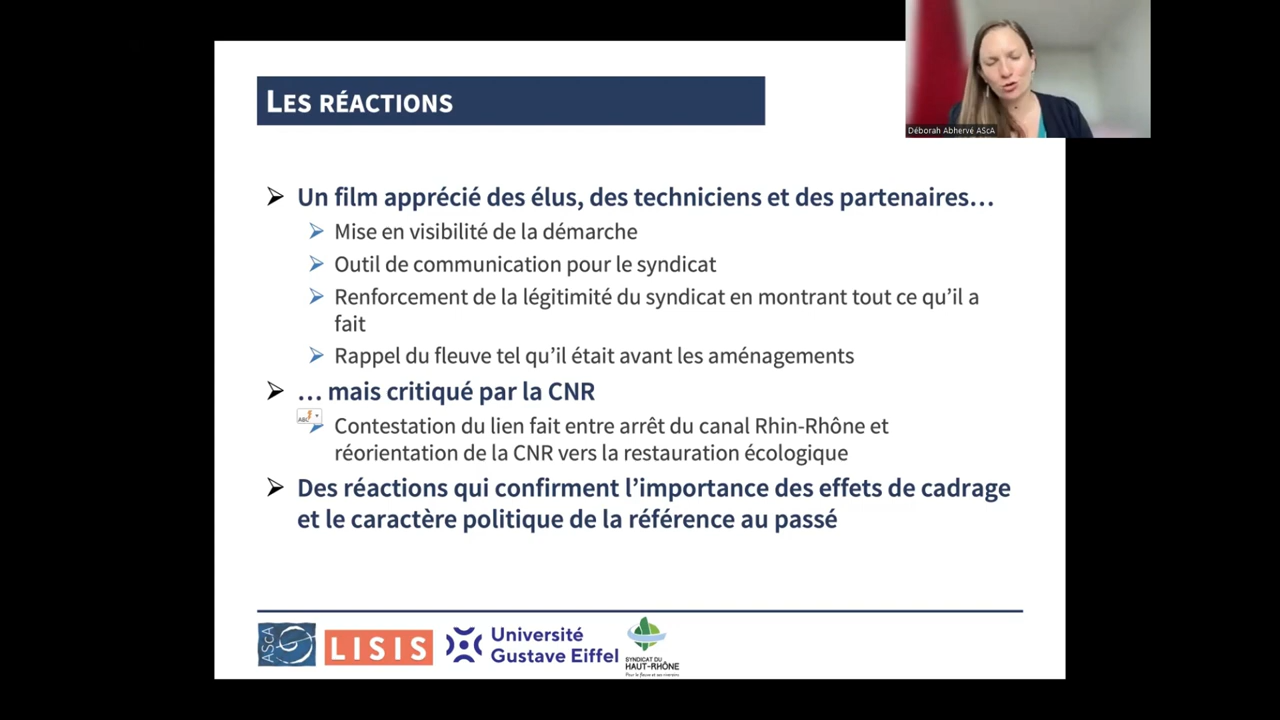 LES RÉACTIONS
Déborah Abhervé AScA
Un film apprécié des élus, des techniciens et des partenaires…
Mise en visibilité de la démarche
Outil de communication pour le syndicat
Renforcement de la légitimité du syndicat en montrant tout ce qu’il a
fait
Rappel du fleuve tel qu’il était avant les aménagements
… mais critiqué par la CNR
Contestation du lien fait entre arrêt du canal Rhin-Rhône et
réorientation de la CNR vers la restauration écologique
Des réactions qui confirment l’importance des effets de cadrage
et le caractère politique de la référence au passé
AScA
LISIS
Université
Gustave Eiffel
SYNDICAT DU
HAUT-RHÔNE
Pour le fleuve et ses riverains